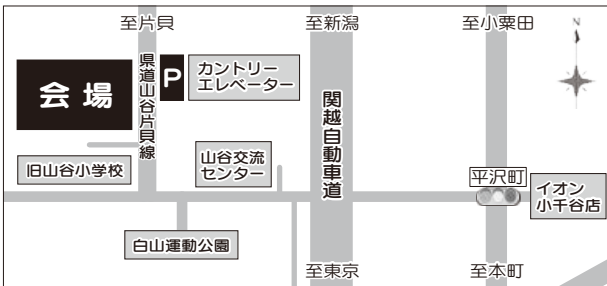 至片貝
至新潟
至小粟田
N
会場
県道山谷片貝線
P
カントリー
エレベーター
関越自動車道
旧山谷小学校
山谷交流
センター
平沢町
イオン
小千谷店
白山運動公園
至東京
至本町